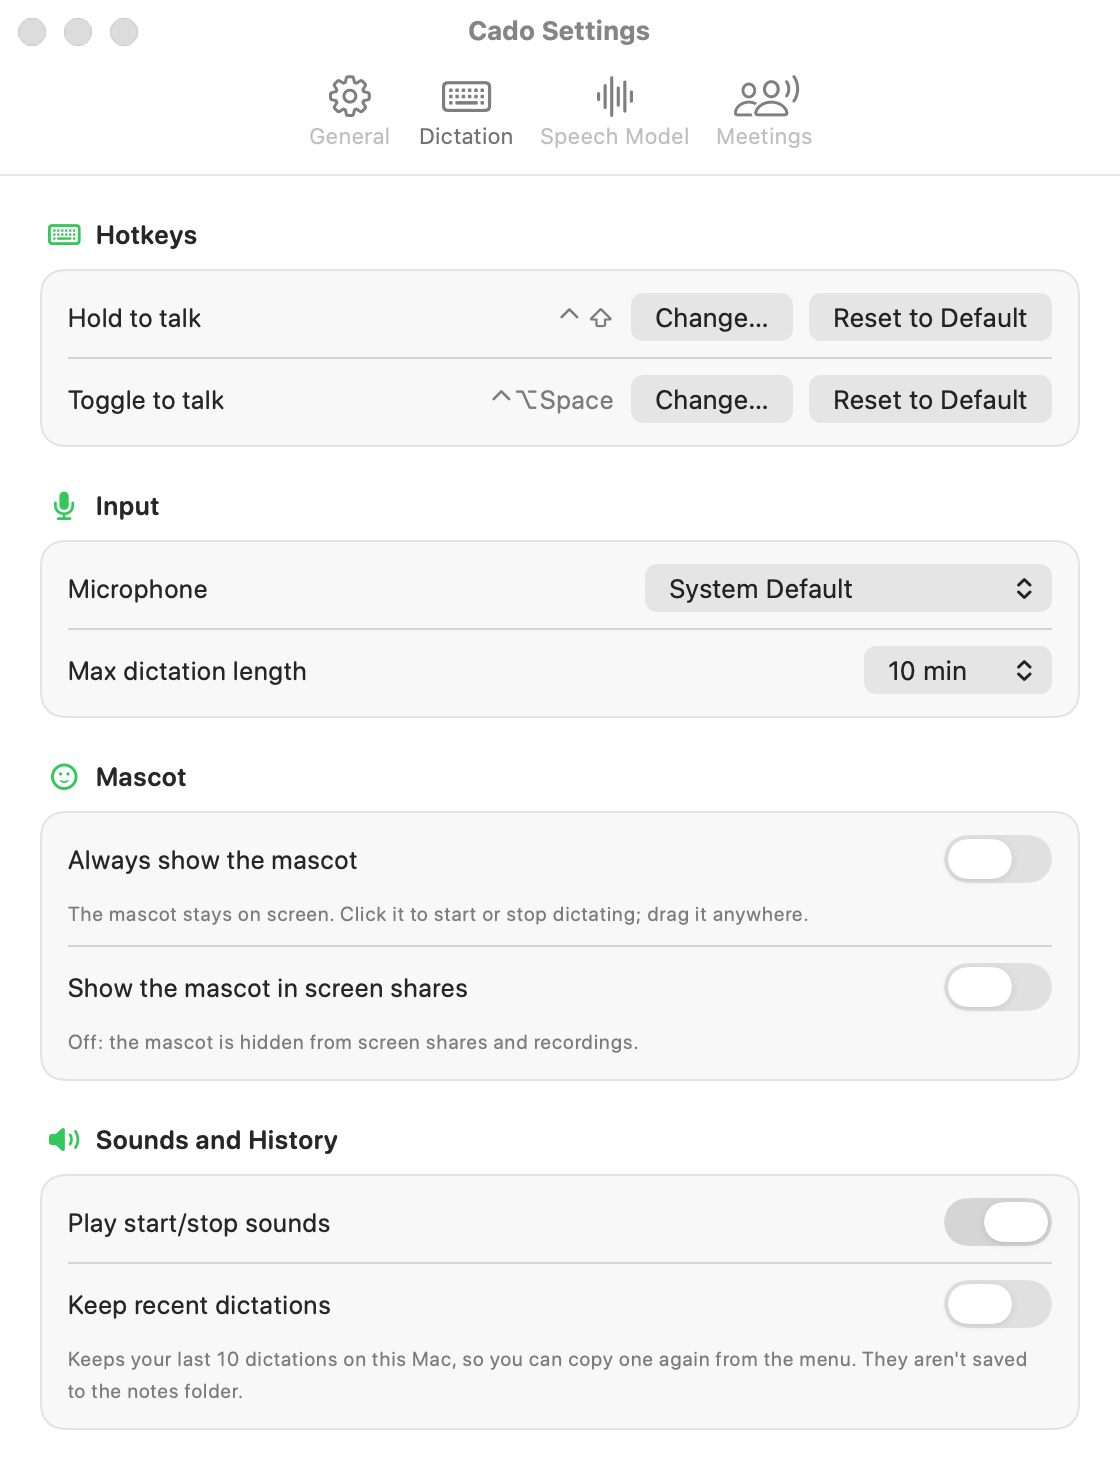 Cado Settings
General
Dictation
Speech Model
Meetings
Hotkeys
Hold to talk ^ ⇧ Change... Reset to Default
Toggle to talk ^⌥Space Change... Reset to Default
Input
Microphone System Default
Max dictation length 10 min
Mascot
Always show the mascot
The mascot stays on screen. Click it to start or stop dictating; drag it anywhere.
Show the mascot in screen shares
Off: the mascot is hidden from screen shares and recordings.
Sounds and History
Play start/stop sounds
Keep recent dictations
Keeps your last 10 dictations on this Mac, so you can copy one again from the menu. They aren't saved
to the notes folder.